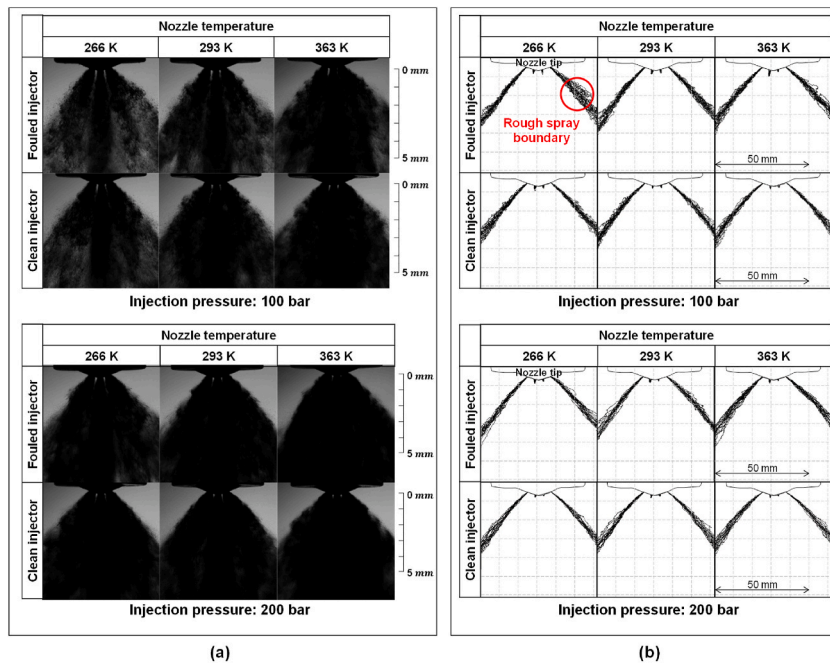 Nozzle temperature
266 K 293 K 363 K
Fouled injector
0 mm
5 mm
Clean injector
0 mm
5 mm
Injection pressure: 100 bar
Nozzle temperature
266 K 293 K 363 K
Fouled injector
0 mm
5 mm
Clean injector
0 mm
5 mm
Injection pressure: 200 bar
(a)
Nozzle temperature
266 K 293 K 363 K
Fouled injector
Nozzle tip
Rough spray
boundary
50 mm
Clean injector
50 mm
Injection pressure: 100 bar
Nozzle temperature
266 K 293 K 363 K
Fouled injector
Nozzle tip
50 mm
Clean injector
50 mm
Injection pressure: 200 bar
(b)